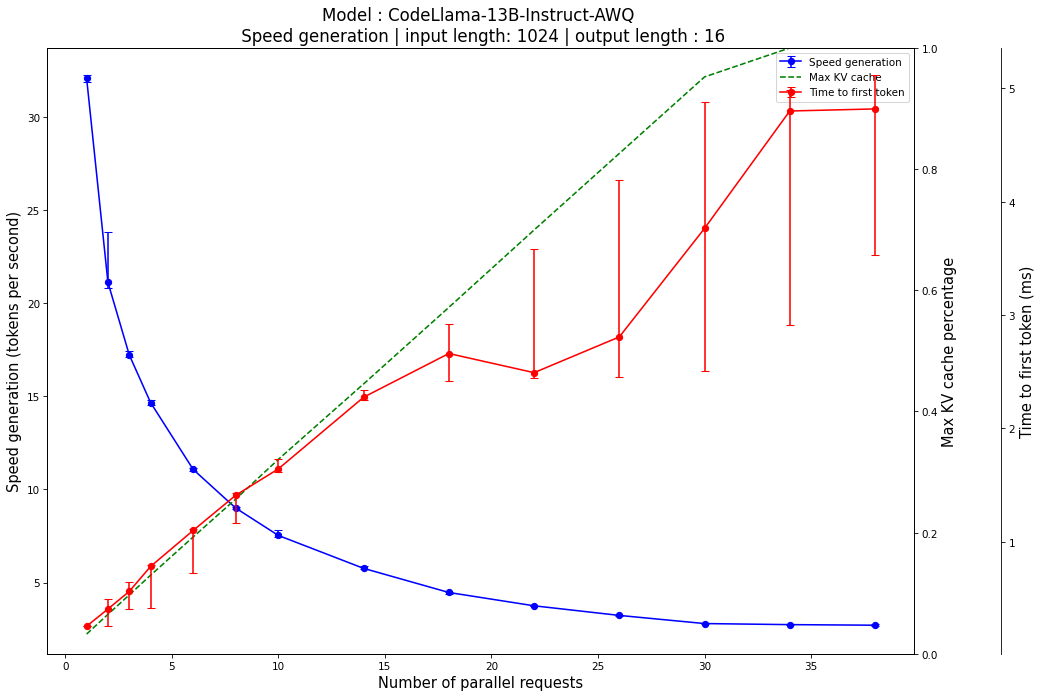 Model : CodeLlama-13B-Instruct-AWQ
Speed generation | input length: 1024 | output length : 16
Speed generation
Max KV cache
Time to first token
Speed generation (tokens per second)
30
25
20
15
10
5
0
5
10
15
20
25
30
35
Number of parallel requests
1.0
0.8
0.6
0.4
0.2
0.0
Max KV cache percentage
5
4
3
2
1
Time to first token (ms)